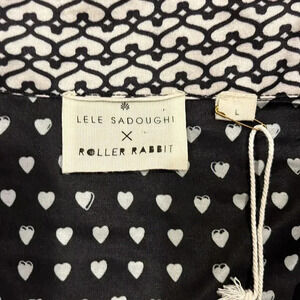 LELE SADOUGHI
X
ROLLER RABBIT
L